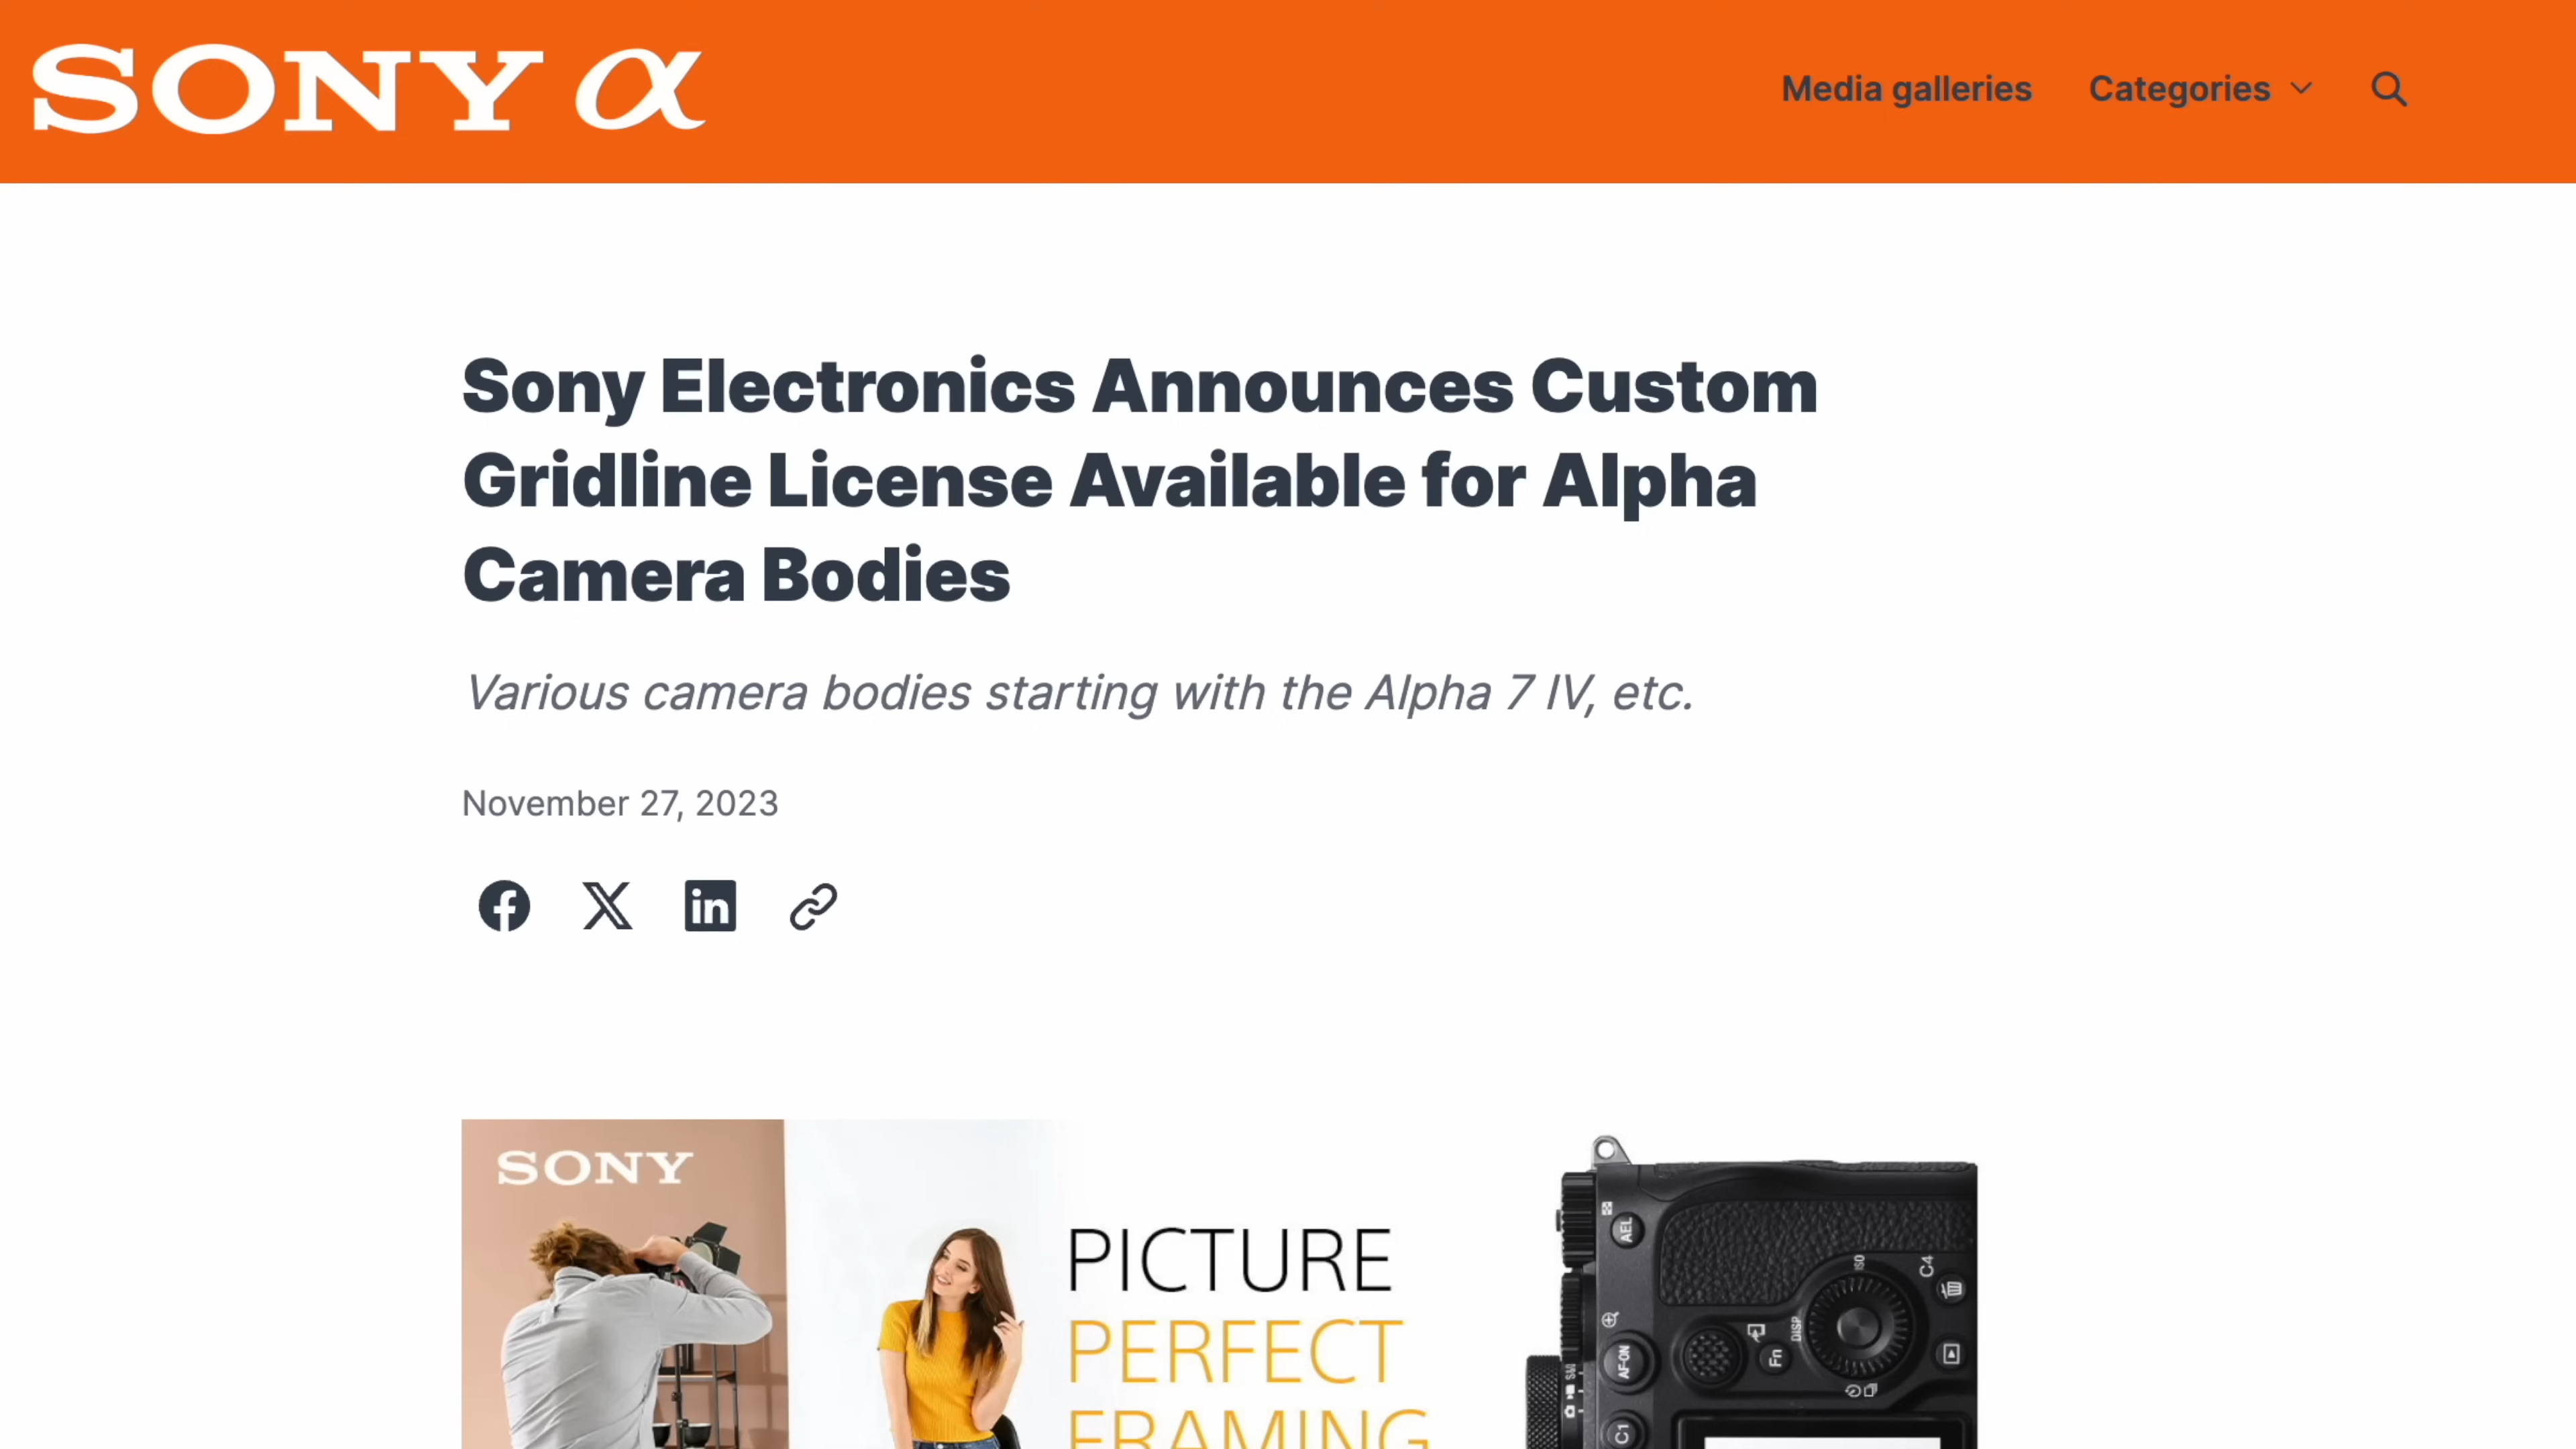 SONY α
Media galleries
Categories
Sony Electronics Announces Custom
Gridline License Available for Alpha
Camera Bodies
Various camera bodies starting with the Alpha 7 IV, etc.
November 27, 2023
SONY
PICTURE
PERFECT
FRAMING
AEL
ISO
C4
DISP
Fn
AF-ON
S&Q
C1